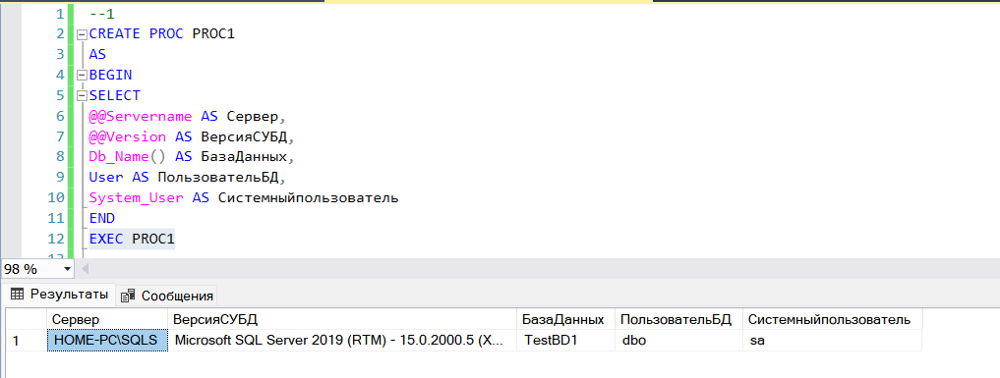 1 --1
2 CREATE PROC PROC1
3 AS
4 BEGIN
5 SELECT
6 @@Servername AS Сервер,
7 @@Version AS ВерсияСУБД,
8 Db_Name() AS БазаДанных,
9 User AS ПользовательБД,
10 System_User AS Системныйпользователь
11 END
12 EXEC PROC1
13
98 %
Результаты Сообщения
Сервер ВерсияСУБД БазаДанных ПользовательБД Системныйпользователь
1 HOME-PC\SQLS Microsoft SQL Server 2019 (RTM) - 15.0.2000.5 (X... TestBD1 dbo sa